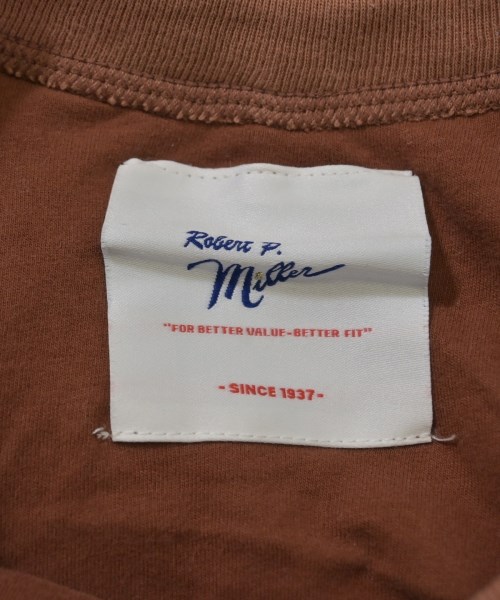 Robert P.
Miller
"FOR BETTER VALUE-BETTER FIT"
- SINCE 1937 -